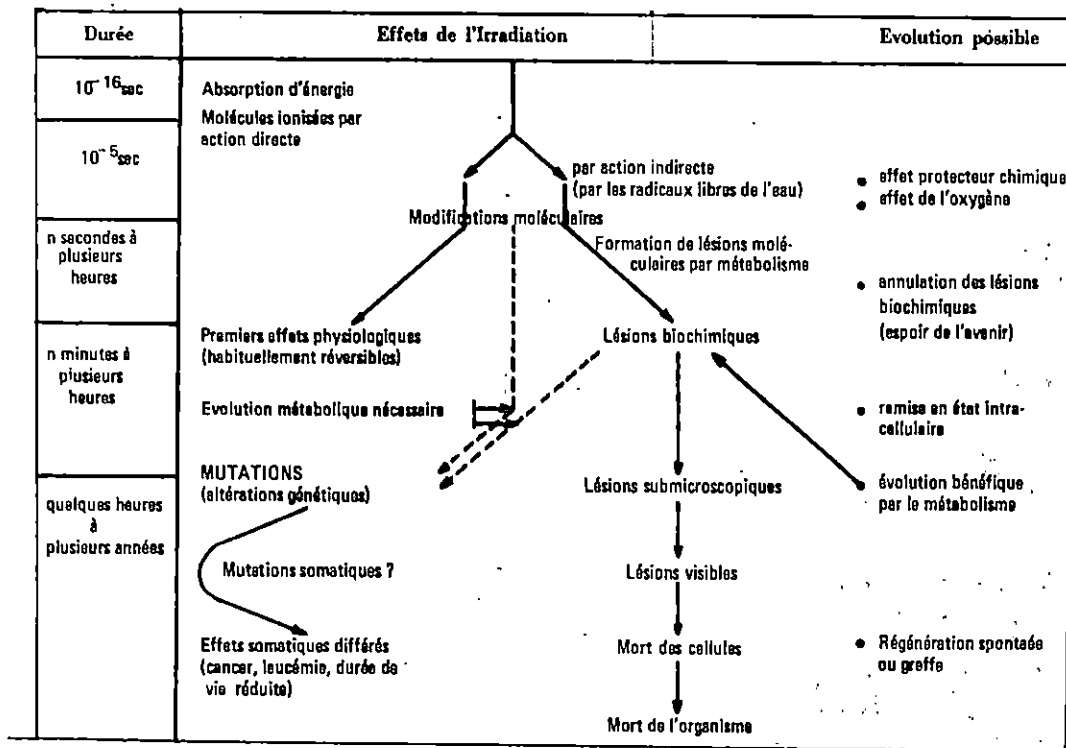 Durée
Effets de l'Irradiation
Evolution possible
10⁻¹⁶sec
Absorption d'énergie
Molécules ionisées par
action directe
10⁻⁵sec
par action indirecte
(par les radicaux libres de l'eau)
effet protecteur chimique
effet de l'oxygène
Modifications moléculaires
n secondes à
plusieurs
heures
Formation de lésions molé-
culaires par métabolisme
annulation des lésions
biochimiques
(espoir de l'avenir)
Premiers effets physiologiques
(habituellement réversibles)
Lésions biochimiques
n minutes à
plusieurs
heures
Evolution métabolique nécessaire
remise en état intra-
cellulaire
MUTATIONS
(altérations génétiques)
Lésions submicroscopiques
évolution bénéfique
par le métabolisme
quelques heures
à
plusieurs années
Mutations somatiques ?
Lésions visibles
Effets somatiques différés
(cancer, leucémie, durée de
vie réduite)
Mort des cellules
Régénération spontaée
ou greffe
Mort de l'organisme